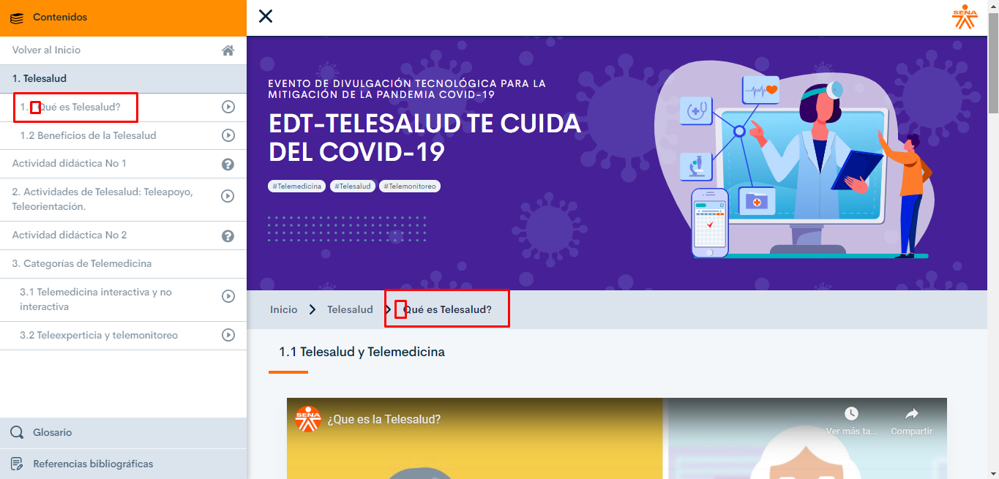 Contenidos
Volver al Inicio
1. Telesalud
1. Qué es Telesalud?
1.2 Beneficios de la Telesalud
Actividad didáctica No 1
2. Actividades de Telesalud: Teleapoyo,
Teleorientación.
Actividad didáctica No 2
3. Categorías de Telemedicina
3.1 Telemedicina interactiva y no
interactiva
3.2 Teleexperticia y telemonitoreo
Glosario
Referencias bibliográficas
SENA
EVENTO DE DIVULGACIÓN TECNOLÓGICA PARA LA
MITIGACIÓN DE LA PANDEMIA COVID-19
EDT-TELESALUD TE CUIDA
DEL COVID-19
#Telemedicina #Telesalud #Telemonitoreo
Inicio Telesalud Qué es Telesalud?
1.1 Telesalud y Telemedicina
SENA
¿Que es la Telesalud?
Ver más ta...
Compartir